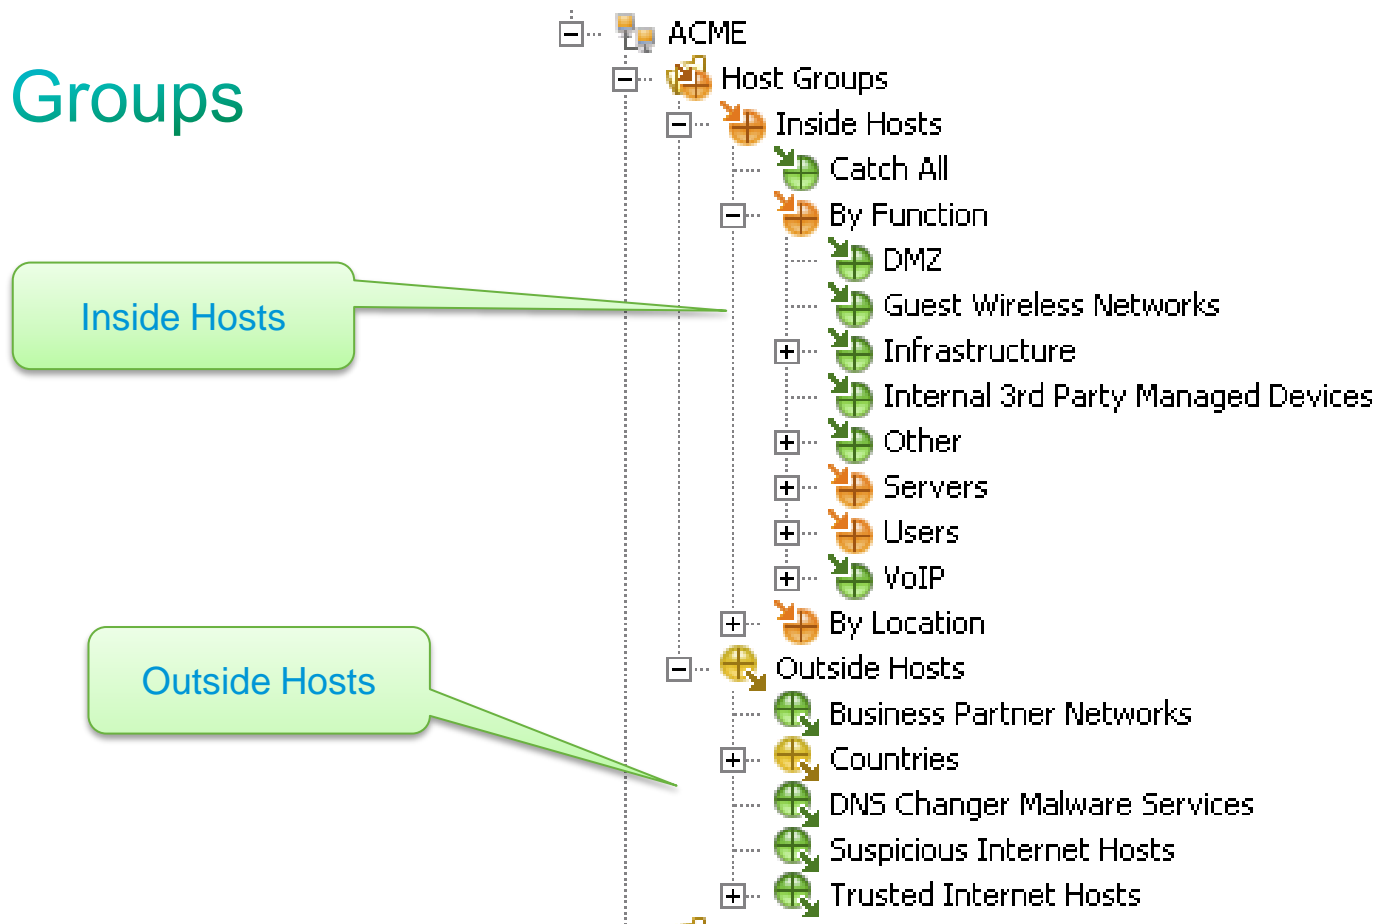 Groups
ACME
Host Groups
Inside Hosts
Catch All
By Function
DMZ
Guest Wireless Networks
Infrastructure
Internal 3rd Party Managed Devices
Other
Servers
Users
VoIP
By Location
Outside Hosts
Business Partner Networks
Countries
DNS Changer Malware Services
Suspicious Internet Hosts
Trusted Internet Hosts
Inside Hosts
Outside Hosts